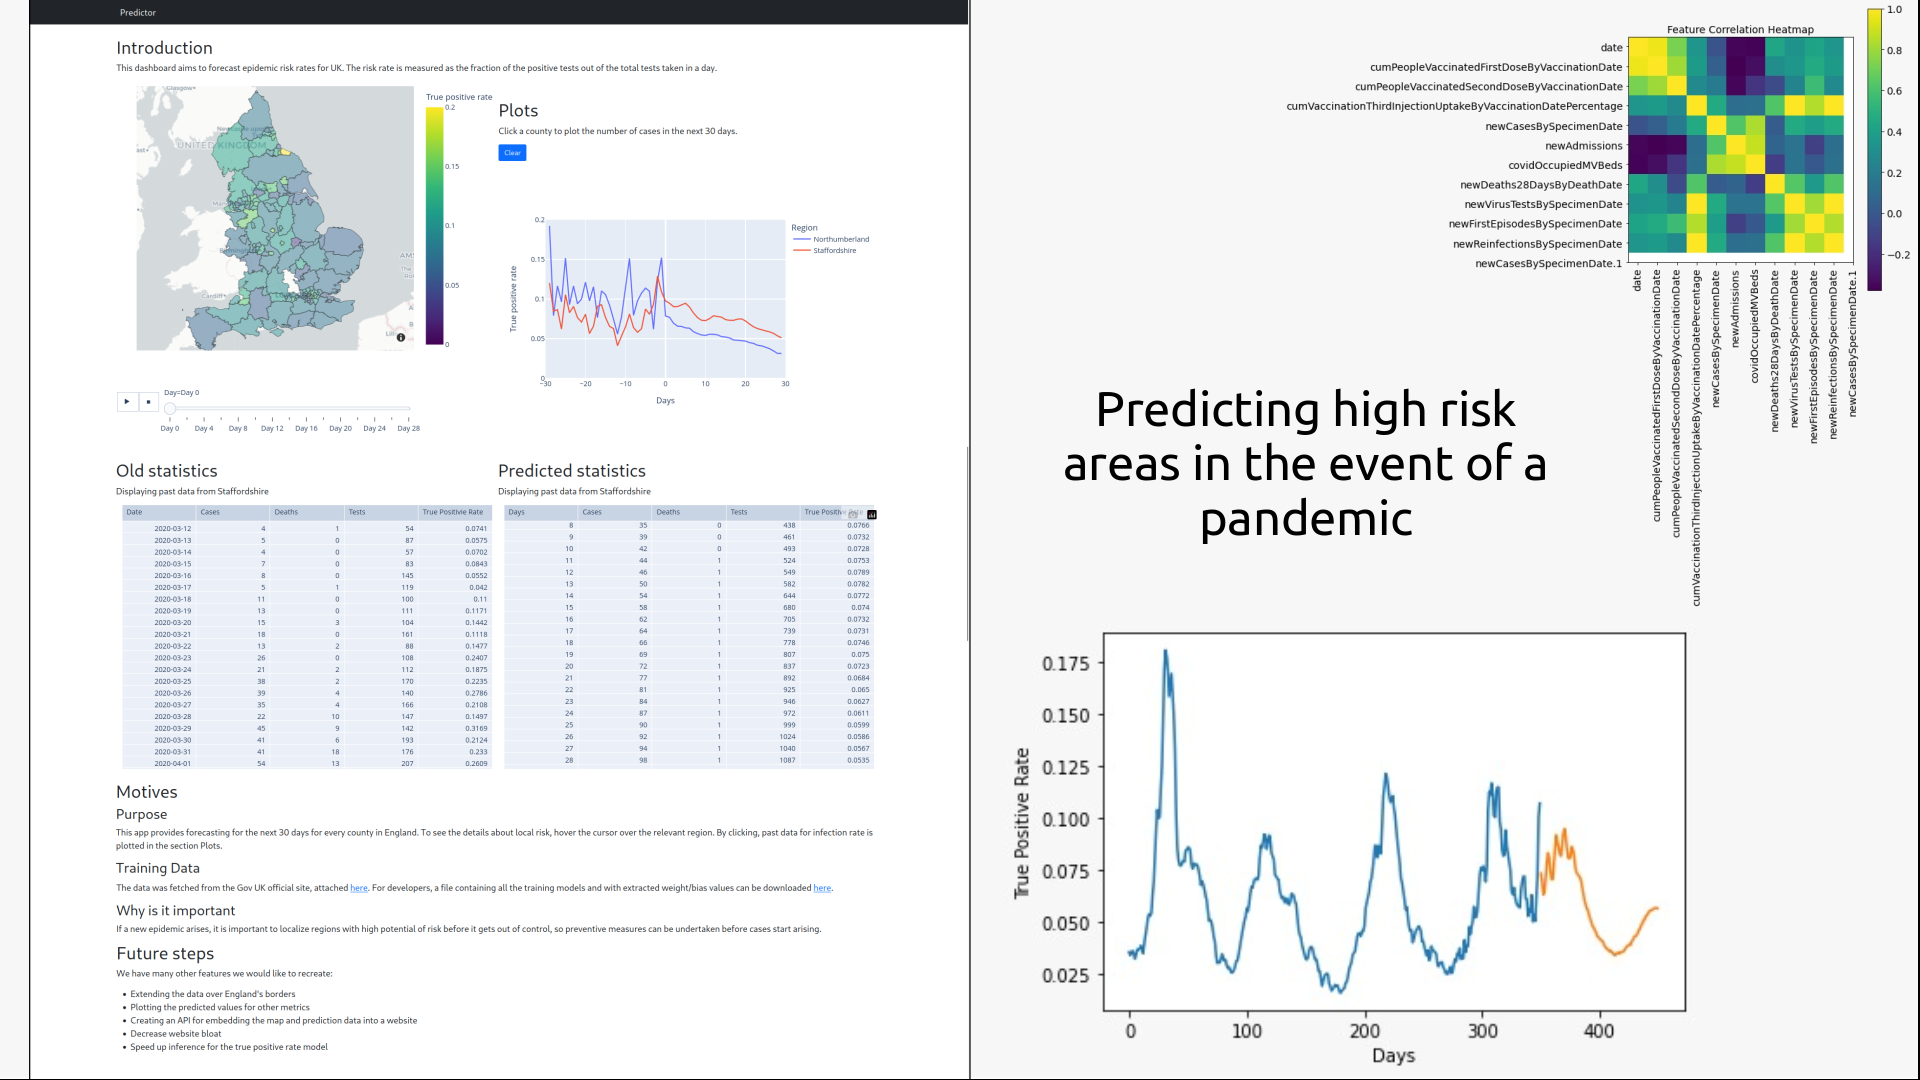 Predictor
Introduction
This dashboard aims to forecast epidemic risk rates for UK. The risk rate is measured as the fraction of the positive tests out of the total tests taken in a day.
Glasgow
UNITED KINGDOM
Cardiff
True positive rate
0.2
0.15
0.1
0.05
0
Day=Day 0
Day 0 Day 4 Day 8 Day 12 Day 16 Day 20 Day 24 Day 28
Plots
Click a county to plot the number of cases in the next 30 days.
Clear
True positive rate
0.2
0.15
0.1
0.05
0
−30 −20 −10 0 10 20 30
Days
Region
Northumberland
Staffordshire
Old statistics
Displaying past data from Staffordshire
Date Cases Deaths Tests True Positivie Rate
2020-03-12 4 1 54 0.0741
2020-03-13 5 0 87 0.0575
2020-03-14 4 0 57 0.0702
2020-03-15 7 0 83 0.0843
2020-03-16 8 0 145 0.0552
2020-03-17 5 1 119 0.042
2020-03-18 11 0 100 0.11
2020-03-19 13 0 111 0.1171
2020-03-20 15 3 104 0.1442
2020-03-21 18 0 161 0.1118
2020-03-22 13 2 88 0.1477
2020-03-23 26 0 108 0.2407
2020-03-24 21 2 112 0.1875
2020-03-25 38 2 170 0.2235
2020-03-26 39 4 140 0.2786
2020-03-27 35 4 166 0.2108
2020-03-28 22 10 147 0.1497
2020-03-29 45 9 142 0.3169
2020-03-30 41 6 193 0.2124
2020-03-31 41 18 176 0.233
2020-04-01 54 13 207 0.2609
Predicted statistics
Displaying past data from Staffordshire
Days Cases Deaths Tests True Positiv
8 35 0 438 0.0766
9 39 0 461 0.0732
10 42 0 493 0.0728
11 44 1 524 0.0753
12 46 1 549 0.0789
13 50 1 582 0.0782
14 54 1 644 0.0772
15 58 1 680 0.074
16 62 1 705 0.0732
17 64 1 739 0.0731
18 66 1 778 0.0746
19 69 1 807 0.075
20 72 1 837 0.0723
21 77 1 892 0.0684
22 81 1 925 0.065
23 84 1 946 0.0627
24 87 1 972 0.0611
25 90 1 999 0.0599
26 92 1 1024 0.0586
27 94 1 1040 0.0567
28 98 1 1087 0.0535
Motives
Purpose
This app provides forecasting for the next 30 days for every county in England. To see the details about local risk, hover the cursor over the relevant region. By clicking, past data for infection rate is
plotted in the section Plots.
Training Data
The data was fetched from the Gov UK official site, attached here. For developers, a file containing all the training models and with extracted weight/bias values can be downloaded here.
Why is it important
If a new epidemic arises, it is important to localize regions with high potential of risk before it gets out of control, so preventive measures can be undertaken before cases start arising.
Future steps
We have many other features we would like to recreate:
• Extending the data over England's borders
• Plotting the predicted values for other metrics
• Creating an API for embedding the map and prediction data into a website
• Decrease website bloat
• Speed up inference for the true positive rate model
Feature Correlation Heatmap
date
cumPeopleVaccinatedFirstDoseByVaccinationDate
cumPeopleVaccinatedSecondDoseByVaccinationDate
cumVaccinationThirdInjectionUptakeByVaccinationDatePercentage
newCasesBySpecimenDate
newAdmissions
covidOccupiedMVBeds
newDeaths28DaysByDeathDate
newVirusTestsBySpecimenDate
newFirstEpisodesBySpecimenDate
newReinfectionsBySpecimenDate
newCasesBySpecimenDate.1
date
cumPeopleVaccinatedFirstDoseByVaccinationDate
cumPeopleVaccinatedSecondDoseByVaccinationDate
cumVaccinationThirdInjectionUptakeByVaccinationDatePercentage
newCasesBySpecimenDate
newAdmissions
covidOccupiedMVBeds
newDeaths28DaysByDeathDate
newVirusTestsBySpecimenDate
newFirstEpisodesBySpecimenDate
newReinfectionsBySpecimenDate
newCasesBySpecimenDate.1
1.0
0.8
0.6
0.4
0.2
0.0
−0.2
Predicting high risk
areas in the event of a
pandemic
True Positive Rate
0.175
0.150
0.125
0.100
0.075
0.050
0.025
0 100 200 300 400
Days